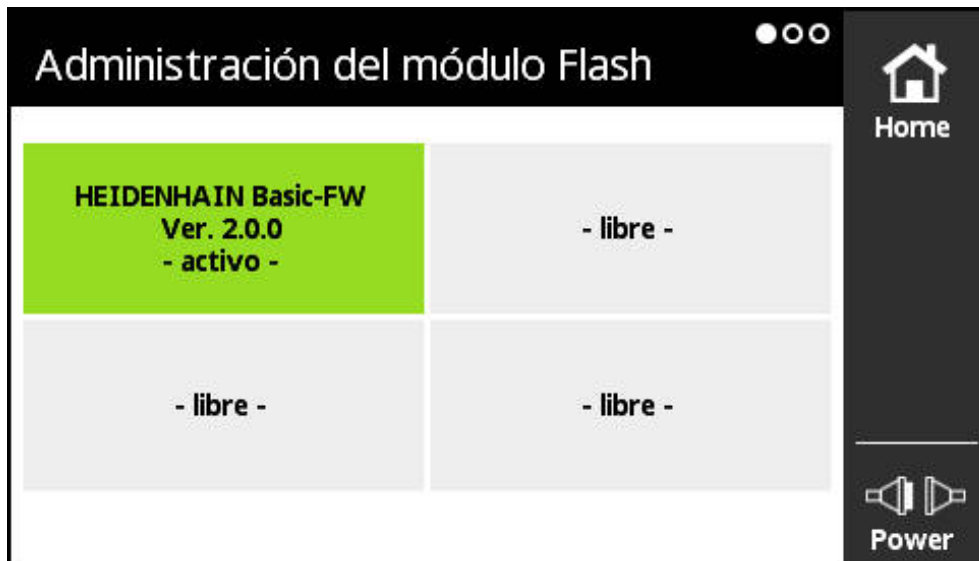 Administración del módulo Flash
Home
HEIDENHAIN Basic-FW
Ver. 2.0.0
- activo -
- libre -
- libre -
- libre -
Power